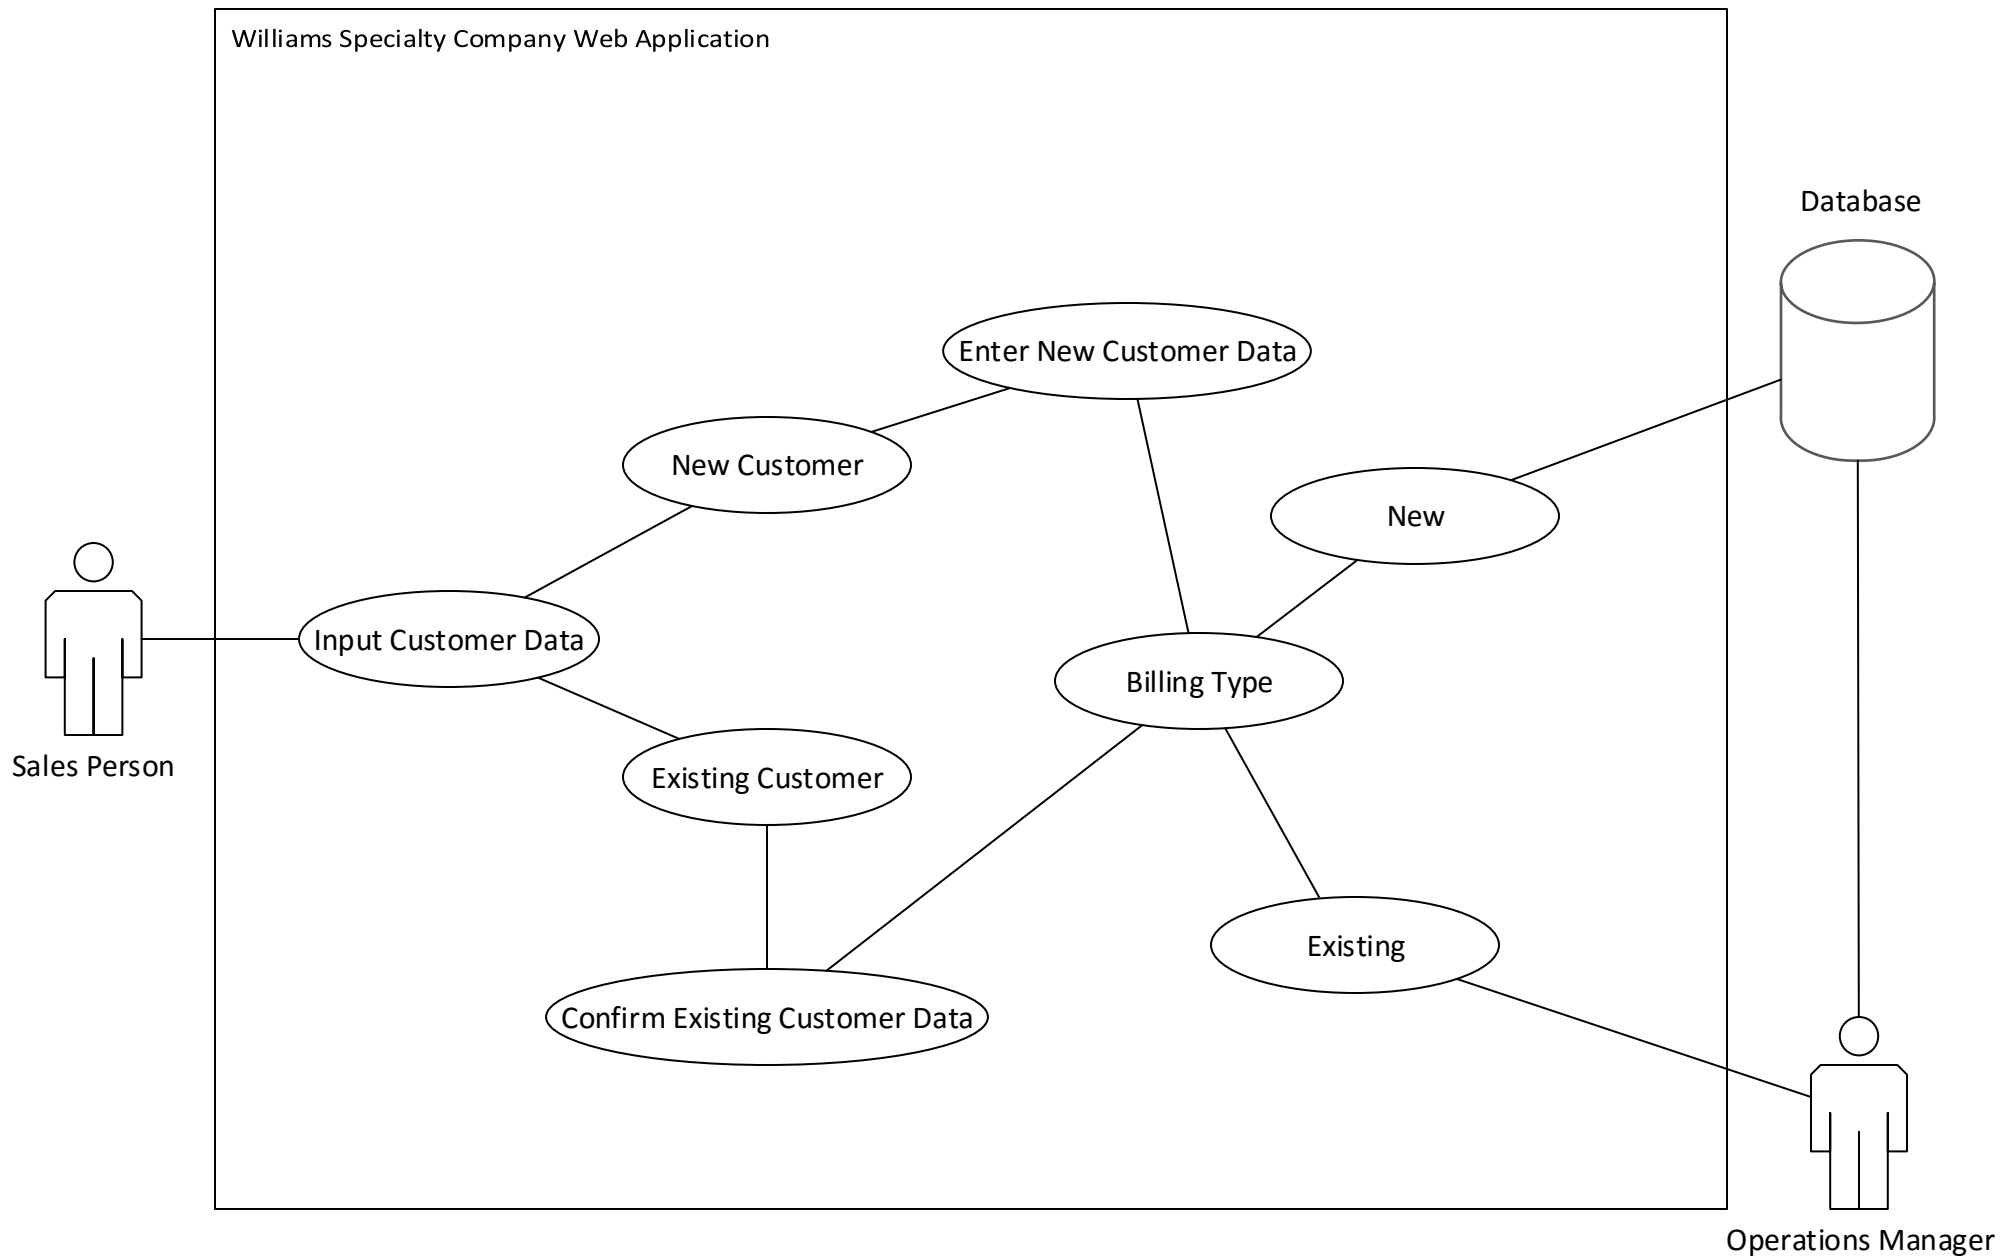 Williams Specialty Company Web Application
Database
Enter New Customer Data
New Customer
New
Input Customer Data
Billing Type
Sales Person
Existing Customer
Existing
Confirm Existing Customer Data
Operations Manager